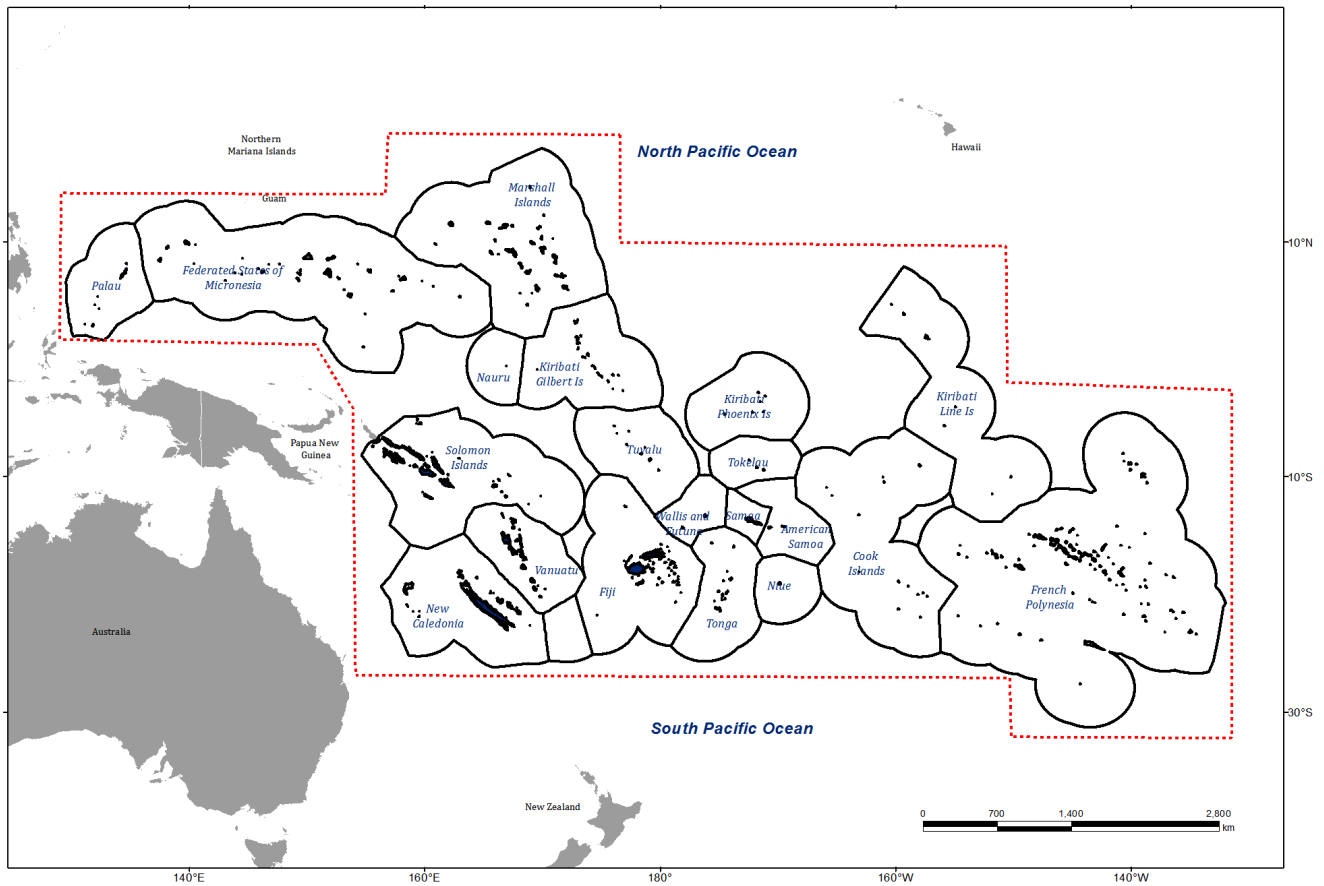 Northern
Mariana Islands
North Pacific Ocean
Hawaii
Marshall
Islands
Guam
10°N
Federated States of
Micronesia
Palau
Nauru
Kiribati
Gilbert Is
Kiribati
Phoenix Is
Kiribati
Line Is
Papua New
Guinea
Solomon
Islands
Tuvalu
Tokelau
10°S
Wallis and
Futuna
Samoa
American
Samoa
Cook
Islands
Vanuatu
Fiji
Niue
French
Polynesia
New
Caledonia
Tonga
Australia
30°S
South Pacific Ocean
New Zealand
0 700 1,400 2,800
km
140°E 160°E 180° 160°W 140°W